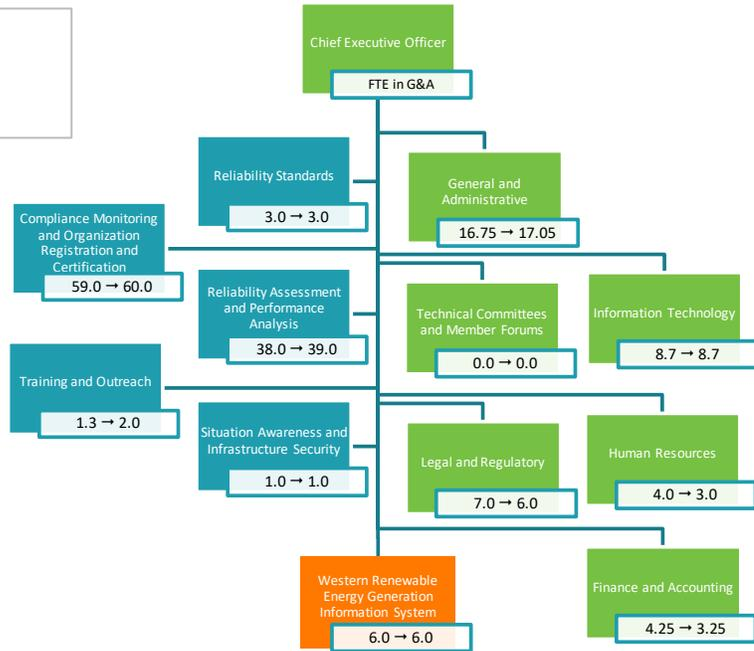 Chief Executive Officer
FTE in G&A
Reliability Standards
3.0 → 3.0
General and
Administrative
16.75 → 17.05
Compliance Monitoring
and Organization
Registration and
Certification
59.0 → 60.0
Reliability Assessment
and Performance
Analysis
38.0 → 39.0
Technical Committees
and Member Forums
0.0 → 0.0
Information Technology
8.7 → 8.7
Training and Outreach
1.3 → 2.0
Situation Awareness and
Infrastructure Security
1.0 → 1.0
Legal and Regulatory
7.0 → 6.0
Human Resources
4.0 → 3.0
Western Renewable
Energy Generation
Information System
6.0 → 6.0
Finance and Accounting
4.25 → 3.25